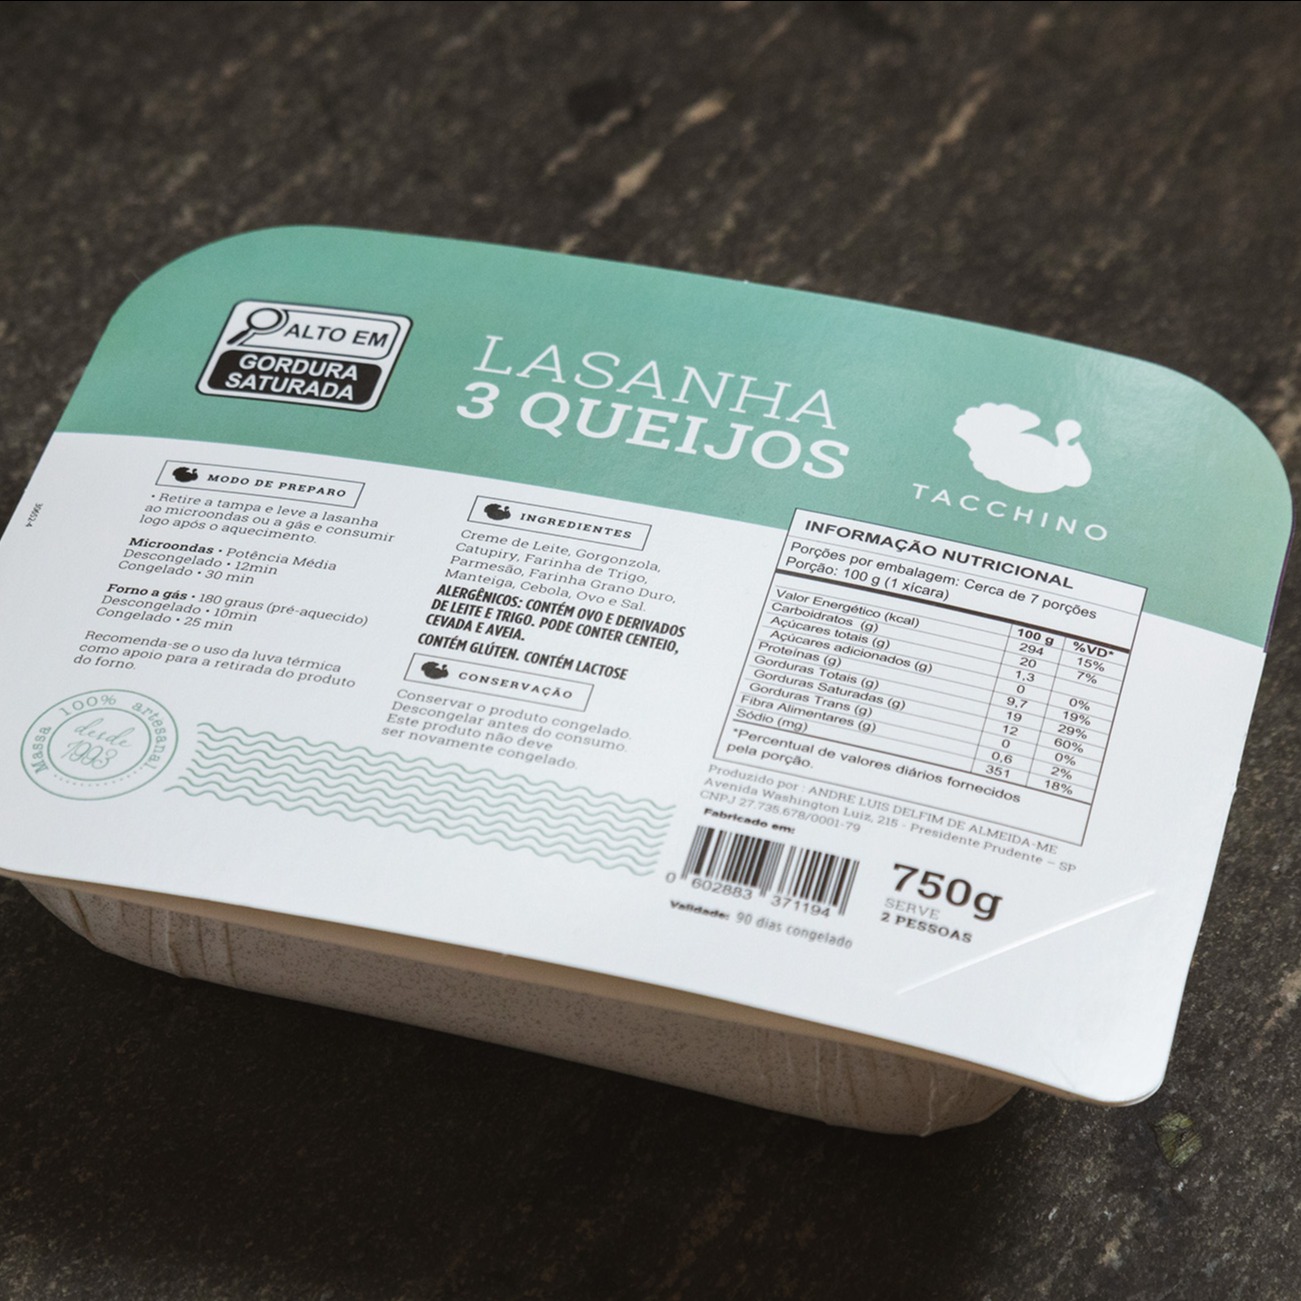 ALTO EM
GORDURA
SATURADA
LASANHA
3 QUEIJOS
TACCHINO
MODO DE PREPARO
• Retire a tampa e leve a lasanha
ao microondas ou a gás e consumir
logo após o aquecimento.
Microondas • Potência Média
Descongelado • 12min
Congelado • 30 min
Forno a gás • 180 graus (pré-aquecido)
Descongelado • 10min
Congelado • 25 min
Recomenda-se o uso da luva térmica
como apoio para a retirada do produto
do forno.
Massa 100% artesanal
desde
1993
INGREDIENTES
Creme de Leite, Gorgonzola,
Catupiry, Farinha de Trigo,
Parmesão, Farinha Grano Duro,
Manteiga, Cebola, Ovo e Sal.
ALERGÊNICOS: CONTÉM OVO E DERIVADOS
DE LEITE E TRIGO. PODE CONTER CENTEIO,
CEVADA E AVEIA.
CONTÉM GLÚTEN. CONTÉM LACTOSE
CONSERVAÇÃO
Conservar o produto congelado.
Descongelar antes do consumo.
Este produto não deve
ser novamente congelado.
INFORMAÇÃO NUTRICIONAL
Porções por embalagem: Cerca de 7 porções
Porção: 100 g (1 xícara)
100 g %VD*
Valor Energético (kcal) 294 15%
Carboidratos (g) 20 7%
Açúcares totais (g) 1,3
Açúcares adicionados (g) 0 0%
Proteínas (g) 9,7 19%
Gorduras Totais (g) 19 29%
Gorduras Saturadas (g) 12 60%
Gorduras Trans (g) 0 0%
Fibra Alimentares (g) 0,6 2%
Sódio (mg) 351 18%
*Percentual de valores diários fornecidos
pela porção.
Produzido por : ANDRE LUIS DELFIM DE ALMEIDA-ME
Avenida Washington Luiz, 215 - Presidente Prudente – SP
CNPJ 27.735.678/0001-79
Fabricado em:
0 602883 371194
Validade: 90 dias congelado
750g
SERVE
2 PESSOAS